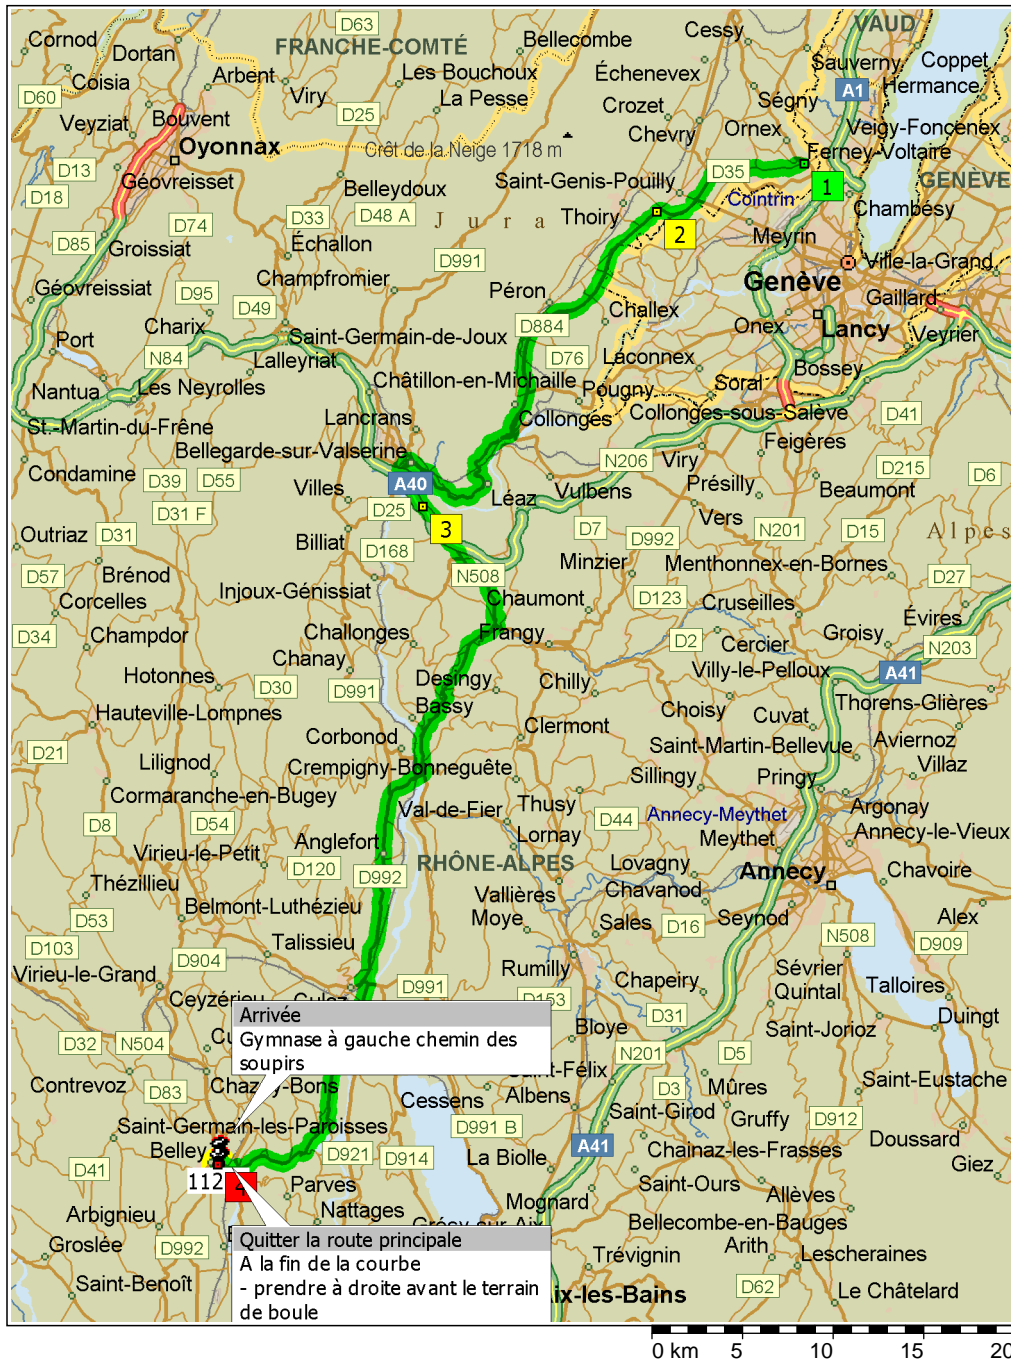 D63
Cessy
VAUD
Cornod
Dortan
FRANCHE-COMTÉ
Bellecombe
Sauverny
Coppet
Coisia
Arbent
Les Bouchoux
Échenevex
A1
Hermance
D60
Viry
La Pesse
Crozet
Ségny
Veyziat
Bouvent
D25
Chevry
Ornex
Veigy-Foncenex
Oyonnax
Crêt de la Neige 1718 m
Ferney-Voltaire
D13
Géovreisset
Belleydoux
Saint-Genis-Pouilly
D35
1
GENÈVE
D18
Cointrin
Chambésy
D74
D33
D48 A
Jura
Thoiry
2
Meyrin
D85
Groissiat
Échallon
D991
Ville-la-Grand
Géovreissiat
D95
Champfromier
Péron
Genève
Gaillard
D49
Challex
Port
Charix
Saint-Germain-de-Joux
D884
Onex
Lancy
Veyrier
N84
Lalleyriat
D76
Laconnex
Bossey
Nantua
Les Neyrolles
Châtillon-en-Michaille
Pougny
Soral
St.-Martin-du-Frêne
Lancrans
Collonges
Collonges-sous-Salève
D41
Bellegarde-sur-Valserine
Feigères
Condamine
D39
D55
Villes
A40
N206
Viry
D215
D6
D31 F
D25
Léaz
Vulbens
Présilly
Beaumont
Outriaz
D31
Billiat
3
D7
Vers
N201
D15
Alpes
D168
D992
D57
Brénod
Injoux-Génissiat
N508
Minzier
Menthonnex-en-Bornes
D27
Corcelles
Chaumont
D123
Cruseilles
Évires
D34
Champdor
Challonges
Frangy
D2
Cercier
Groisy
N203
Hotonnes
Chanay
Desingy
Chilly
Villy-le-Pelloux
A41
D30
D991
Bassy
Thorens-Glières
Hauteville-Lompnes
Clermont
Choisy
Cuvat
D21
Corbonod
Saint-Martin-Bellevue
Aviernoz
Lilignod
Crempigny-Bonneguête
Sillingy
Pringy
Villaz
Cormaranche-en-Bugey
Val-de-Fier
Thusy
Argonay
D8
D54
Anglefort
Lornay
D44
Annecy-Meythet
Meythet
Annecy-le-Vieux
Virieu-le-Petit
D120
D992
RHÔNE-ALPES
Lovagny
Annecy
Chavoire
Thézillieu
Vallières
Chavanod
D53
Belmont-Luthézieu
Moye
Sales
D16
Seynod
Alex
D103
Talissieu
N508
D909
Virieu-le-Grand
D904
D991
Rumilly
Chapeiry
Sévrier
Talloires
Ceyzérieu
Culoz
D153
Quintal
Duingt
Arrivée
Gymnase à gauche chemin des
soupirs
D31
Saint-Jorioz
D32
N504
Bloye
N201
D5
Contrevoz
D83
Chazey-Bons
Cessens
Saint-Félix
Albens
D3
Mûres
Saint-Eustache
Saint-Germain-les-Paroisses
D991 B
Saint-Girod
Gruffy
D912
Doussard
Belley
D921
D914
La Biolle
A41
Chainaz-les-Frasses
Giez
D41
112
4
Parves
Saint-Ours
Allèves
Arbignieu
Nattages
Mognard
Bellecombe-en-Bauges
Groslée
D992
Grésy-sur-Aix
Trévignin
Arith
Lescheraines
Quitter la route principale
A la fin de la courbe
- prendre à droite avant le terrain
de boule
Saint-Benoît
ix-les-Bains
D62
Le Châtelard
0 km 5 10 15 20